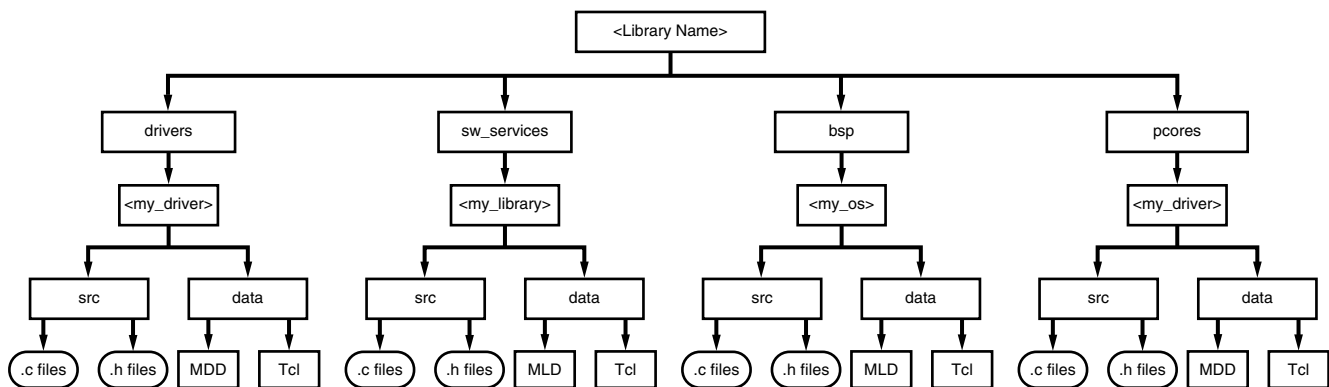 <Library Name>
drivers
sw_services
bsp
pcores
<my_driver>
<my_library>
<my_os>
<my_driver>
src
data
src
data
src
data
src
data
.c files
.h files
MDD
Tcl
.c files
.h files
MLD
Tcl
.c files
.h files
MLD
Tcl
.c files
.h files
MDD
Tcl